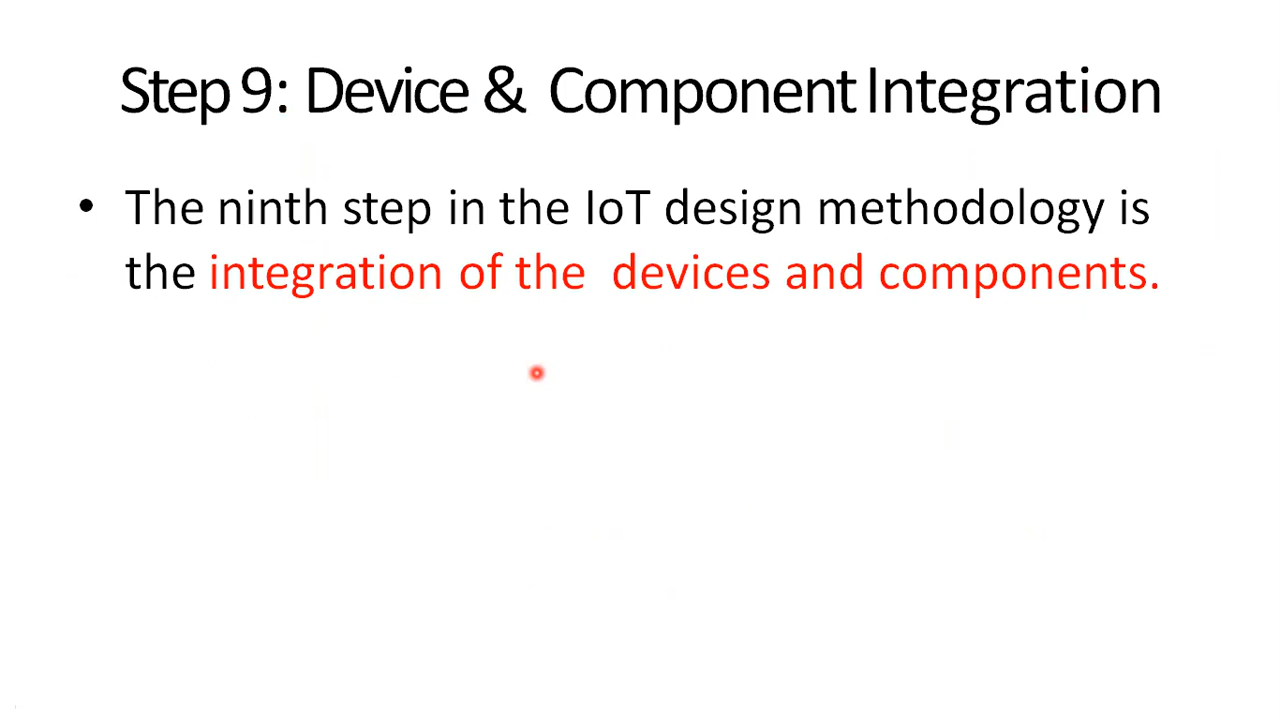 Step 9: Device & Component Integration
• The ninth step in the IoT design methodology is
the integration of the devices and components.